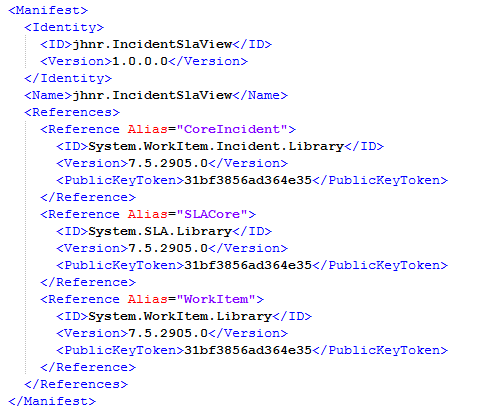 <Manifest>
<Identity>
<ID>jhnr.IncidentSlaView</ID>
<Version>1.0.0.0</Version>
</Identity>
<Name>jhnr.IncidentSlaView</Name>
<References>
<Reference Alias="CoreIncident">
<ID>System.WorkItem.Incident.Library</ID>
<Version>7.5.2905.0</Version>
<PublicKeyToken>31bf3856ad364e35</PublicKeyToken>
</Reference>
<Reference Alias="SLACore">
<ID>System.SLA.Library</ID>
<Version>7.5.2905.0</Version>
<PublicKeyToken>31bf3856ad364e35</PublicKeyToken>
</Reference>
<Reference Alias="WorkItem">
<ID>System.WorkItem.Library</ID>
<Version>7.5.2905.0</Version>
<PublicKeyToken>31bf3856ad364e35</PublicKeyToken>
</Reference>
</References>
</Manifest>